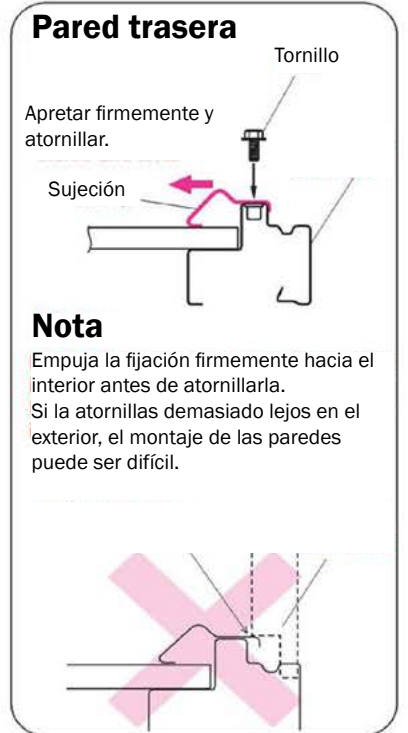 Pared trasera
Tornillo
Apretar firmemente y
atornillar.
Sujeción
Nota
Empuja la fijación firmemente hacia el
interior antes de atornillarla.
Si la atornillas demasiado lejos en el
exterior, el montaje de las paredes
puede ser difícil.